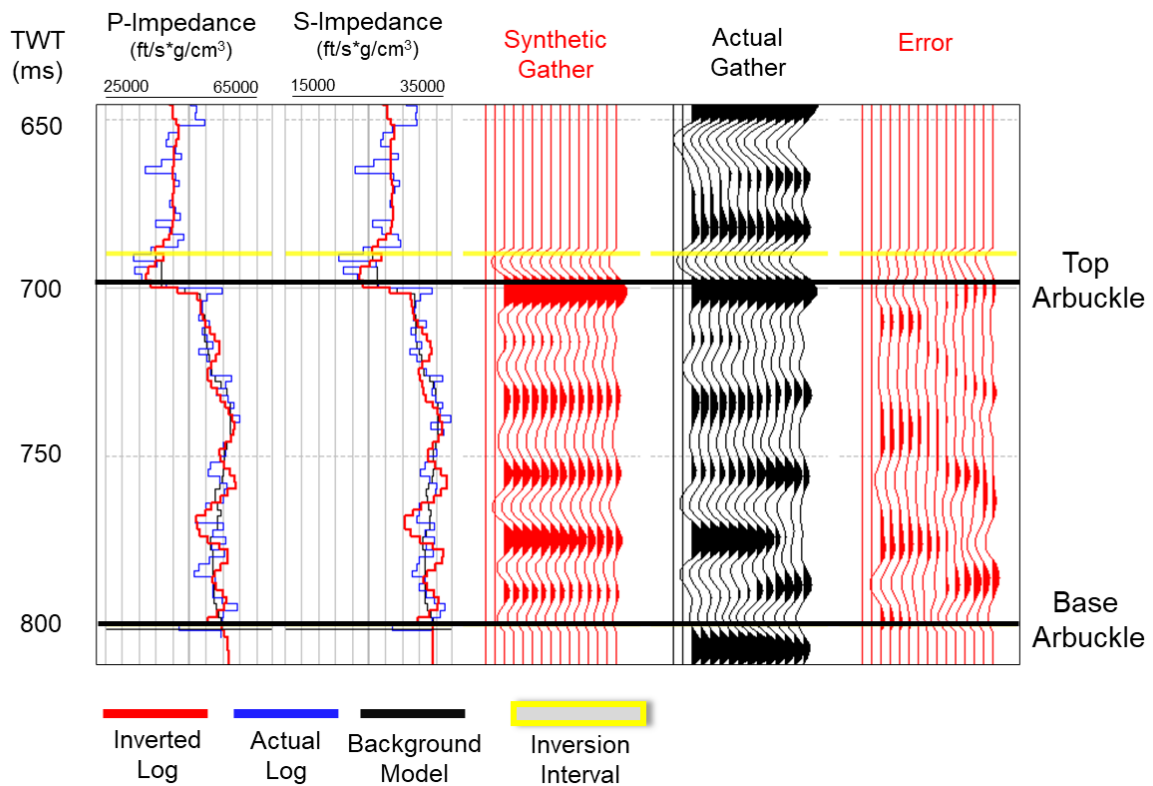 TWT
(ms)
P-Impedance
(ft/s*g/cm³)
25000 65000
S-Impedance
(ft/s*g/cm³)
15000 35000
Synthetic
Gather
Actual
Gather
Error
650
700
750
800
Top
Arbuckle
Base
Arbuckle
Inverted
Log
Actual
Log
Background
Model
Inversion
Interval